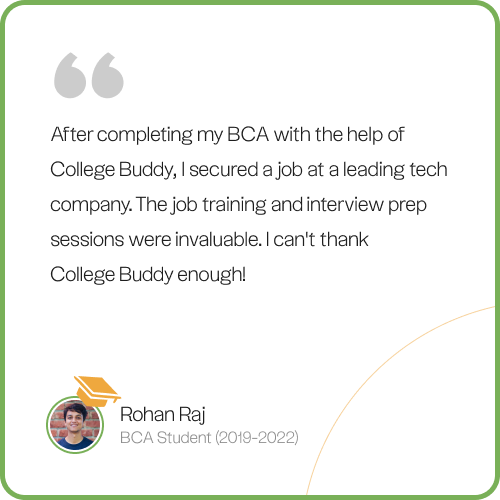 After completing my BCA with the help of
College Buddy, I secured a job at a leading tech
company. The job training and interview prep
sessions were invaluable. I can't thank
College Buddy enough!
Rohan Raj
BCA Student (2019-2022)